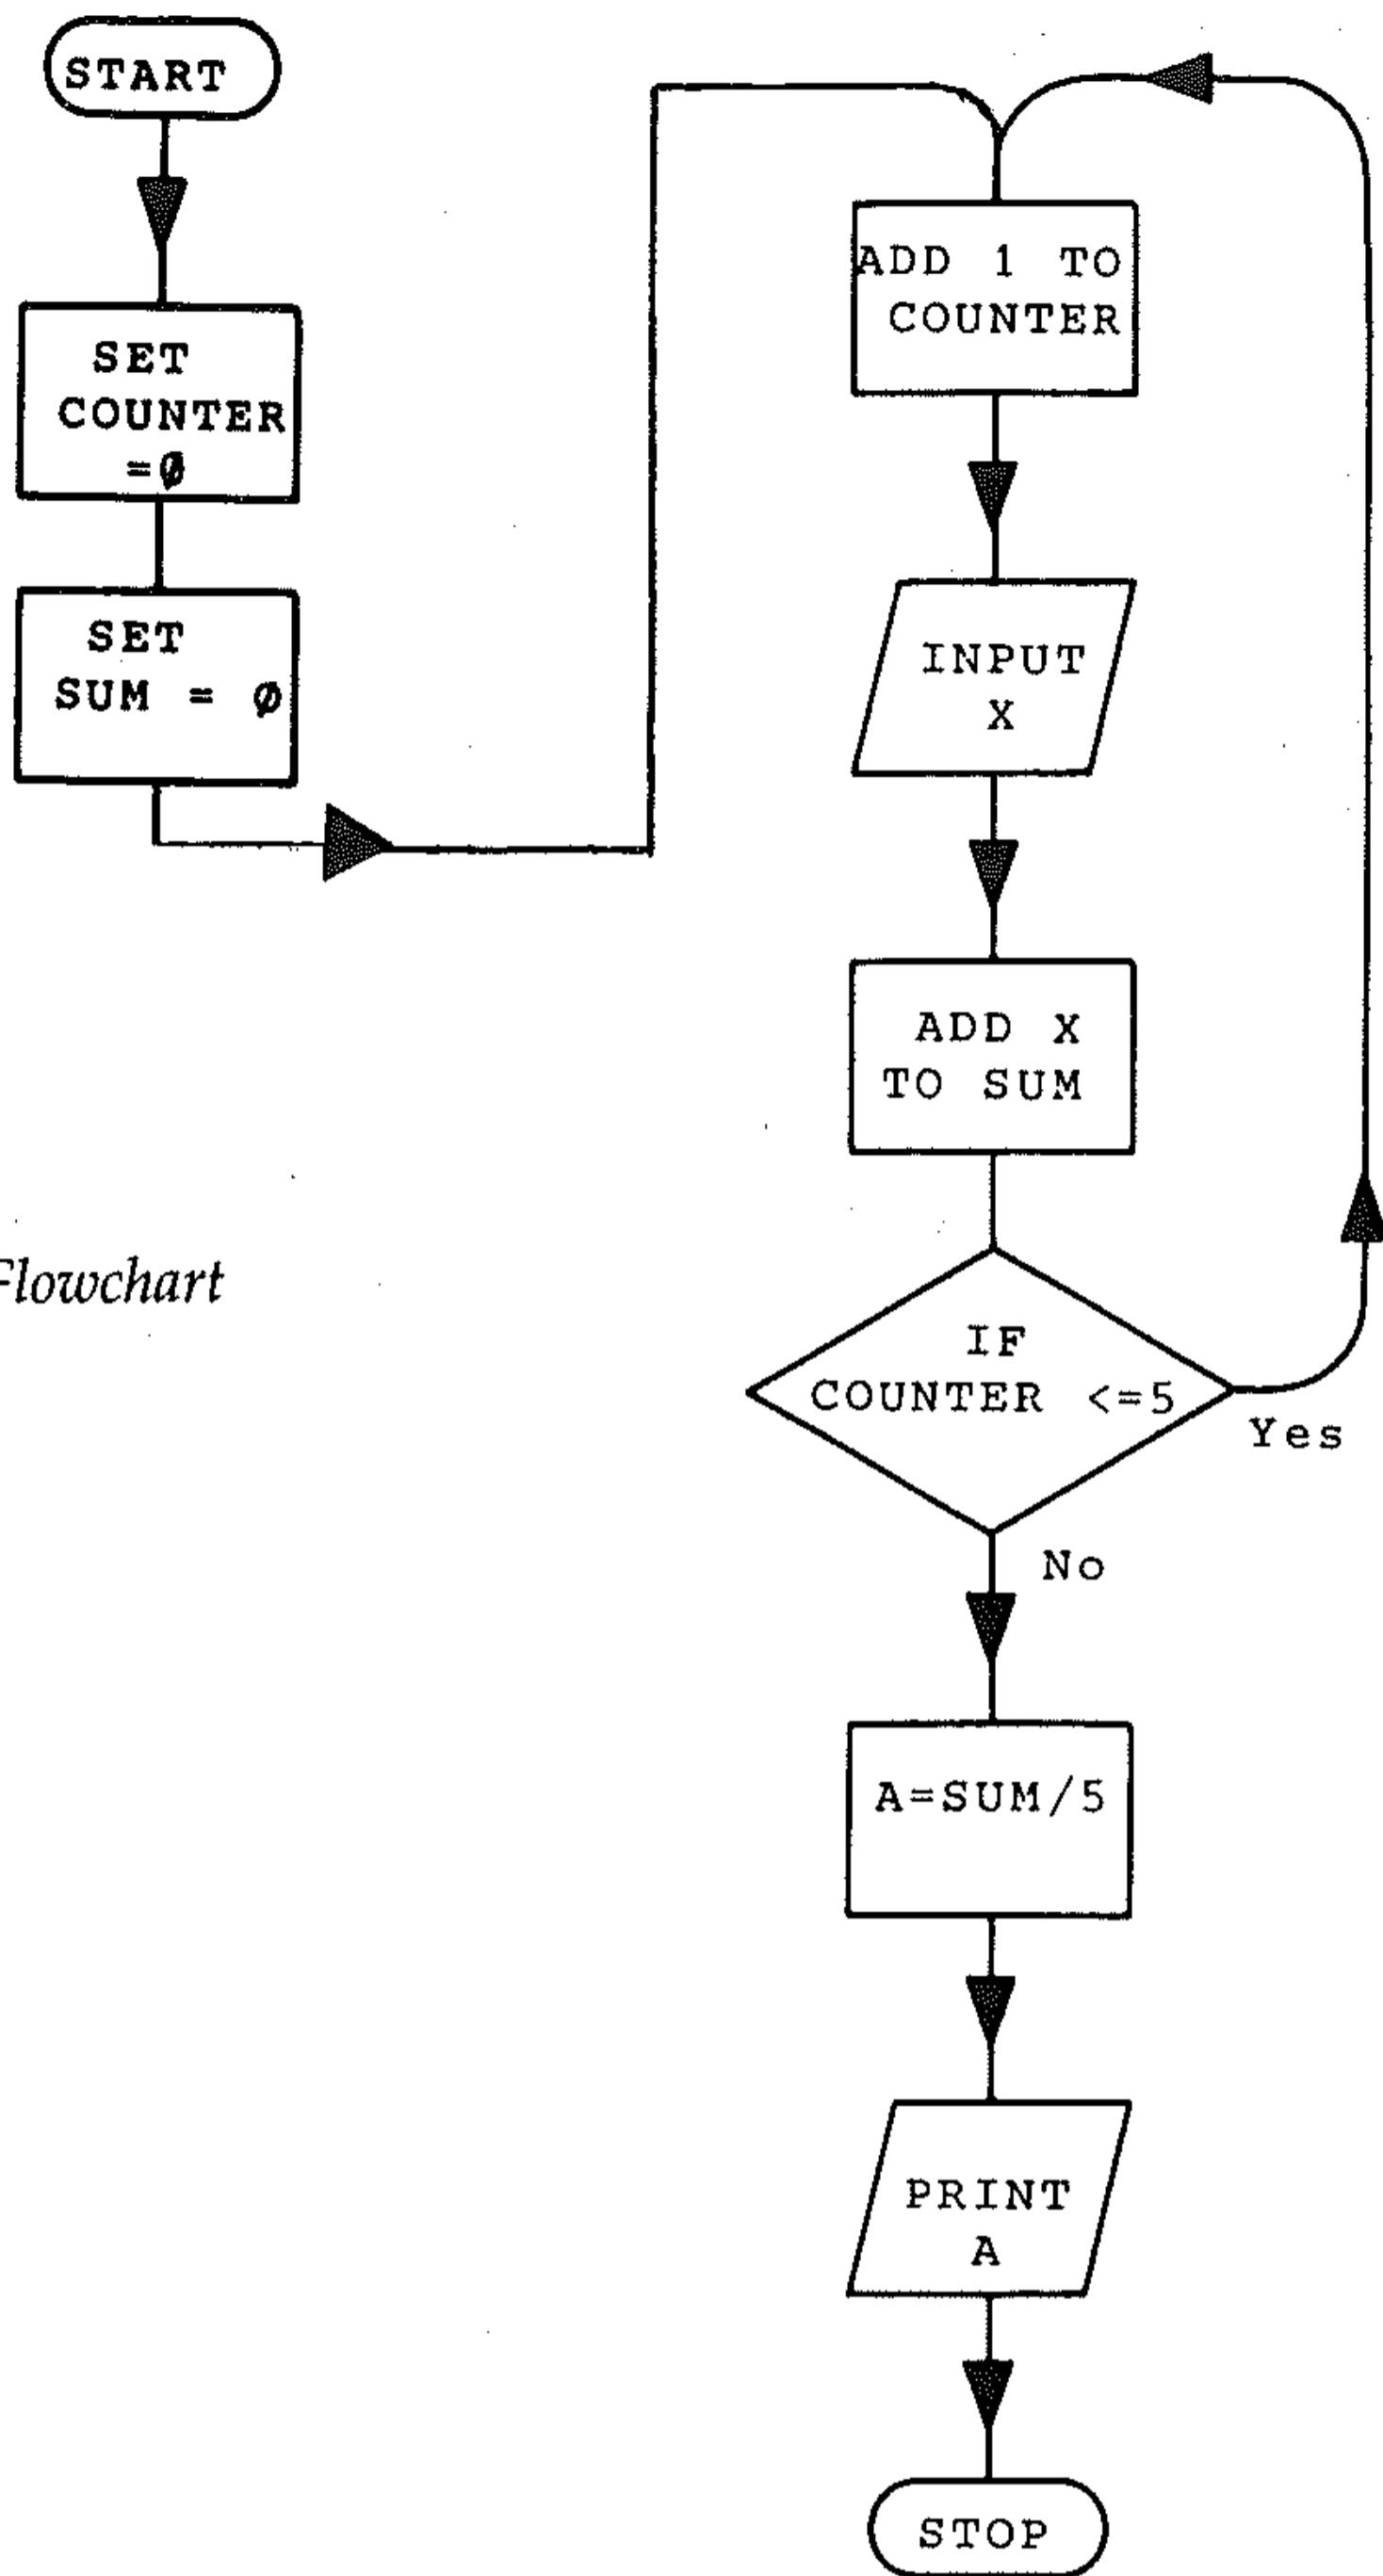 START
SET
COUNTER
=Ø
SET
SUM = Ø
ADD 1 TO
COUNTER
INPUT
X
ADD X
TO SUM
IF
COUNTER <=5
Yes
No
A=SUM/5
PRINT
A
STOP
Flowchart